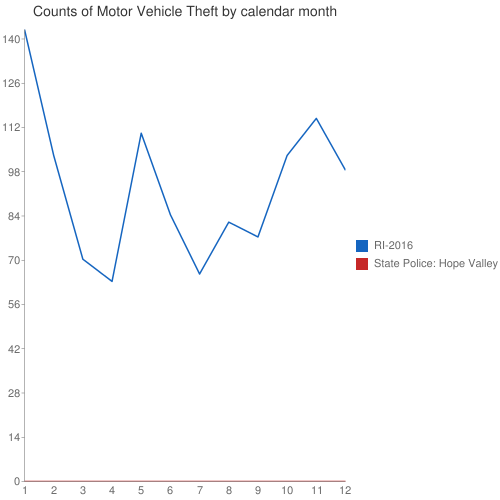 Counts of Motor Vehicle Theft by calendar month
140
126
112
98
84
70
56
42
28
14
0
1 2 3 4 5 6 7 8 9 10 11 12
RI-2016
State Police: Hope Valley